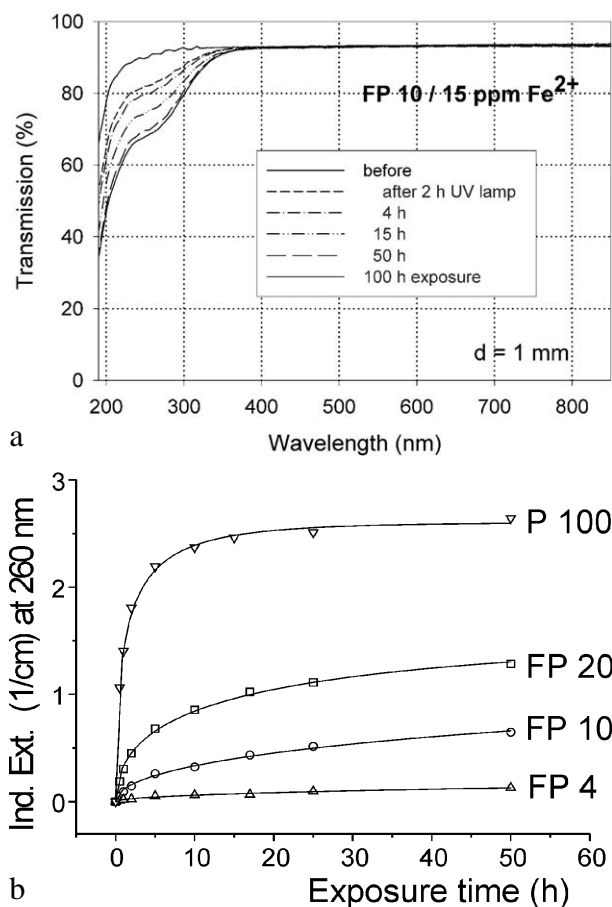 100
80
60
40
20
0
Transmission (%)
FP 10 / 15 ppm Fe2+
before
after 2 h UV lamp
4 h
15 h
50 h
100 h exposure
d = 1 mm
200 300 400 500 600 700 800
Wavelength (nm)
a
3
2
1
0
Ind. Ext. (1/cm) at 260 nm
P 100
FP 20
FP 10
FP 4
0 10 20 30 40 50 60
Exposure time (h)
b